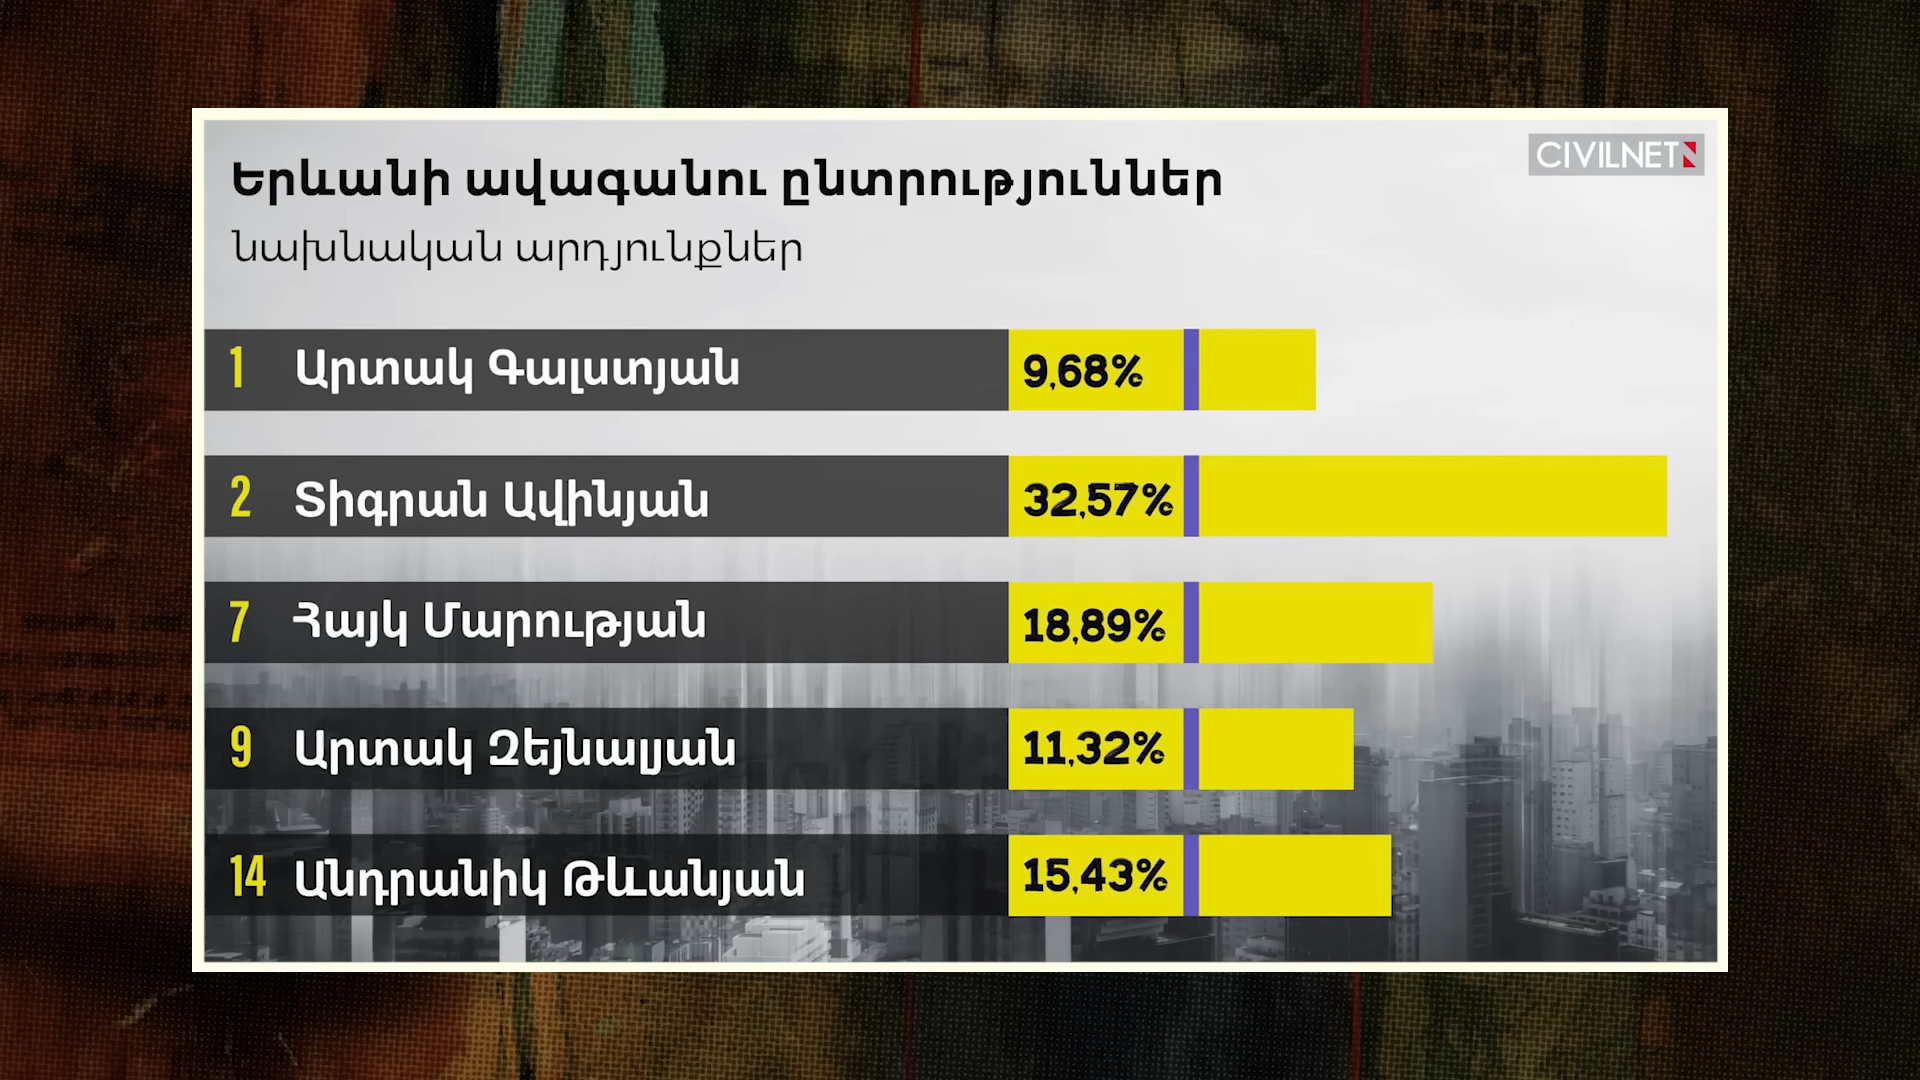 CIVILNET
Երևանի ավագանու ընտրություններ
նախնական արդյունքներ
1 Արտակ Գալստյան 9,68%
2 Տիգրան Ավինյան 32,57%
7 Հայկ Մարության 18,89%
9 Արտակ Զեյնալյան 11,32%
14 Անդրանիկ Թևանյան 15,43%